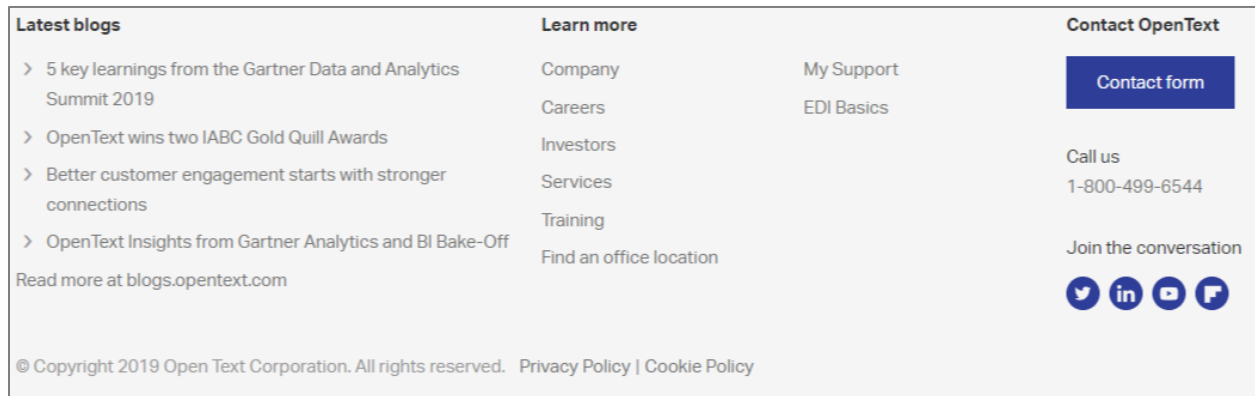 Latest blogs
5 key learnings from the Gartner Data and Analytics
Summit 2019
OpenText wins two IABC Gold Quill Awards
Better customer engagement starts with stronger
connections
OpenText Insights from Gartner Analytics and BI Bake-Off
Read more at blogs.opentext.com
Learn more
Company
Careers
Investors
Services
Training
Find an office location
My Support
EDI Basics
Contact OpenText
Contact form
Call us
1-800-499-6544
Join the conversation
in
© Copyright 2019 Open Text Corporation. All rights reserved. Privacy Policy | Cookie Policy